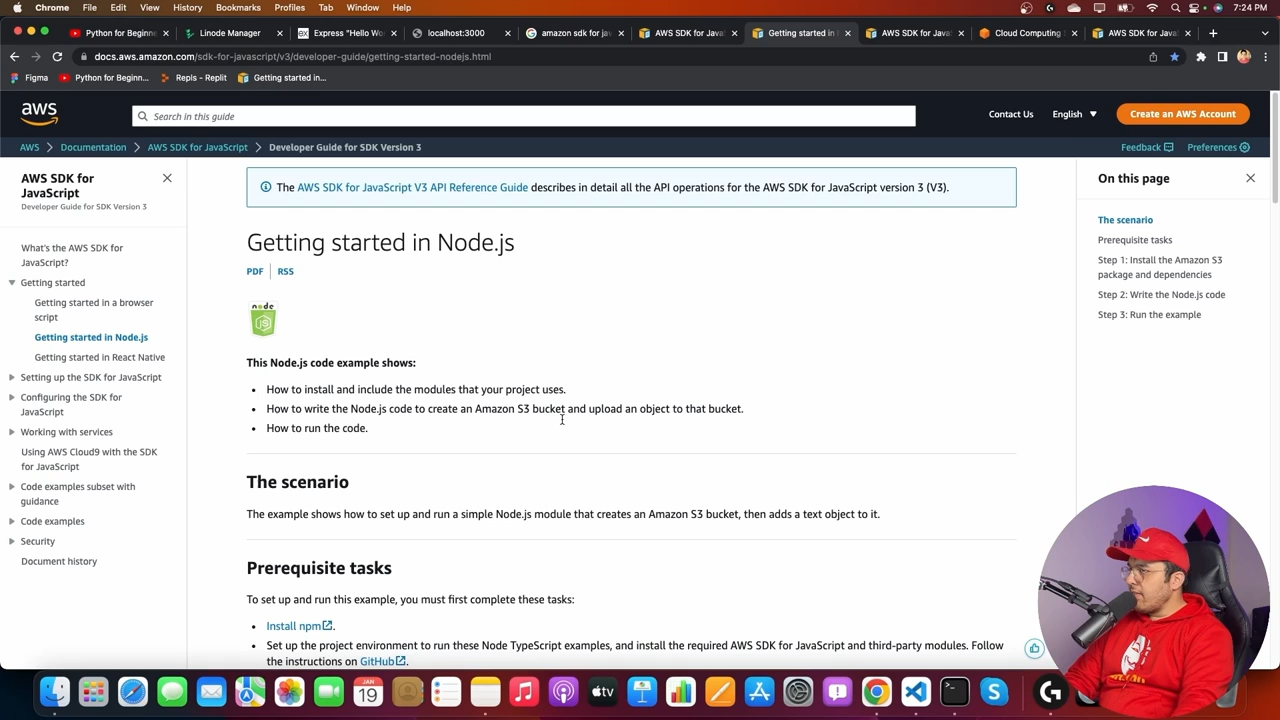 Chrome File Edit View History Bookmarks Profiles Tab Window Help 7:24 PM
Python for Beginne
Linode Manager
Express "Hello Wo
localhost:3000
amazon sdk for jav
AWS SDK for Java
Getting started in
AWS SDK for Java
Cloud Computing S
AWS SDK for Java
docs.aws.amazon.com/sdk-for-javascript/v3/developer-guide/getting-started-nodejs.html
Figma Python for Beginn... Repls - Replit Getting started in...
aws
Search in this guide
Contact Us English Create an AWS Account
AWS Documentation AWS SDK for JavaScript Developer Guide for SDK Version 3
Feedback Preferences
AWS SDK for
JavaScript
Developer Guide for SDK Version 3
What's the AWS SDK for
JavaScript?
Getting started
Getting started in a browser
script
Getting started in Node.js
Getting started in React Native
Setting up the SDK for JavaScript
Configuring the SDK for
JavaScript
Working with services
Using AWS Cloud9 with the SDK
for JavaScript
Code examples subset with
guidance
Code examples
Security
Document history
The AWS SDK for JavaScript V3 API Reference Guide describes in detail all the API operations for the AWS SDK for JavaScript version 3 (V3).
Getting started in Node.js
PDF RSS
node
JS
This Node.js code example shows:
• How to install and include the modules that your project uses.
• How to write the Node.js code to create an Amazon S3 bucket and upload an object to that bucket.
• How to run the code.
The scenario
The example shows how to set up and run a simple Node.js module that creates an Amazon S3 bucket, then adds a text object to it.
Prerequisite tasks
To set up and run this example, you must first complete these tasks:
• Install npm.
• Set up the project environment to run these Node TypeScript examples, and install the required AWS SDK for JavaScript and third-party modules. Follow
the instructions on GitHub.
On this page
The scenario
Prerequisite tasks
Step 1: Install the Amazon S3
package and dependencies
Step 2: Write the Node.js code
Step 3: Run the example
JAN
19
tv